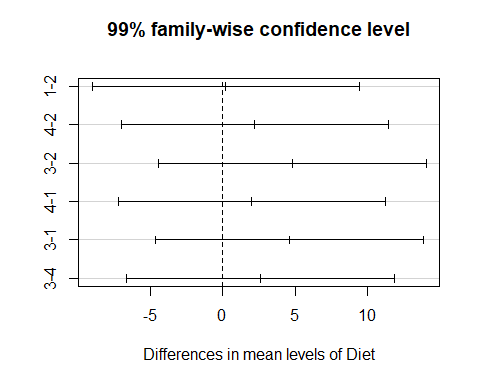 99% family-wise confidence level
1-2
4-2
3-2
4-1
3-1
3-4
-5 0 5 10
Differences in mean levels of Diet